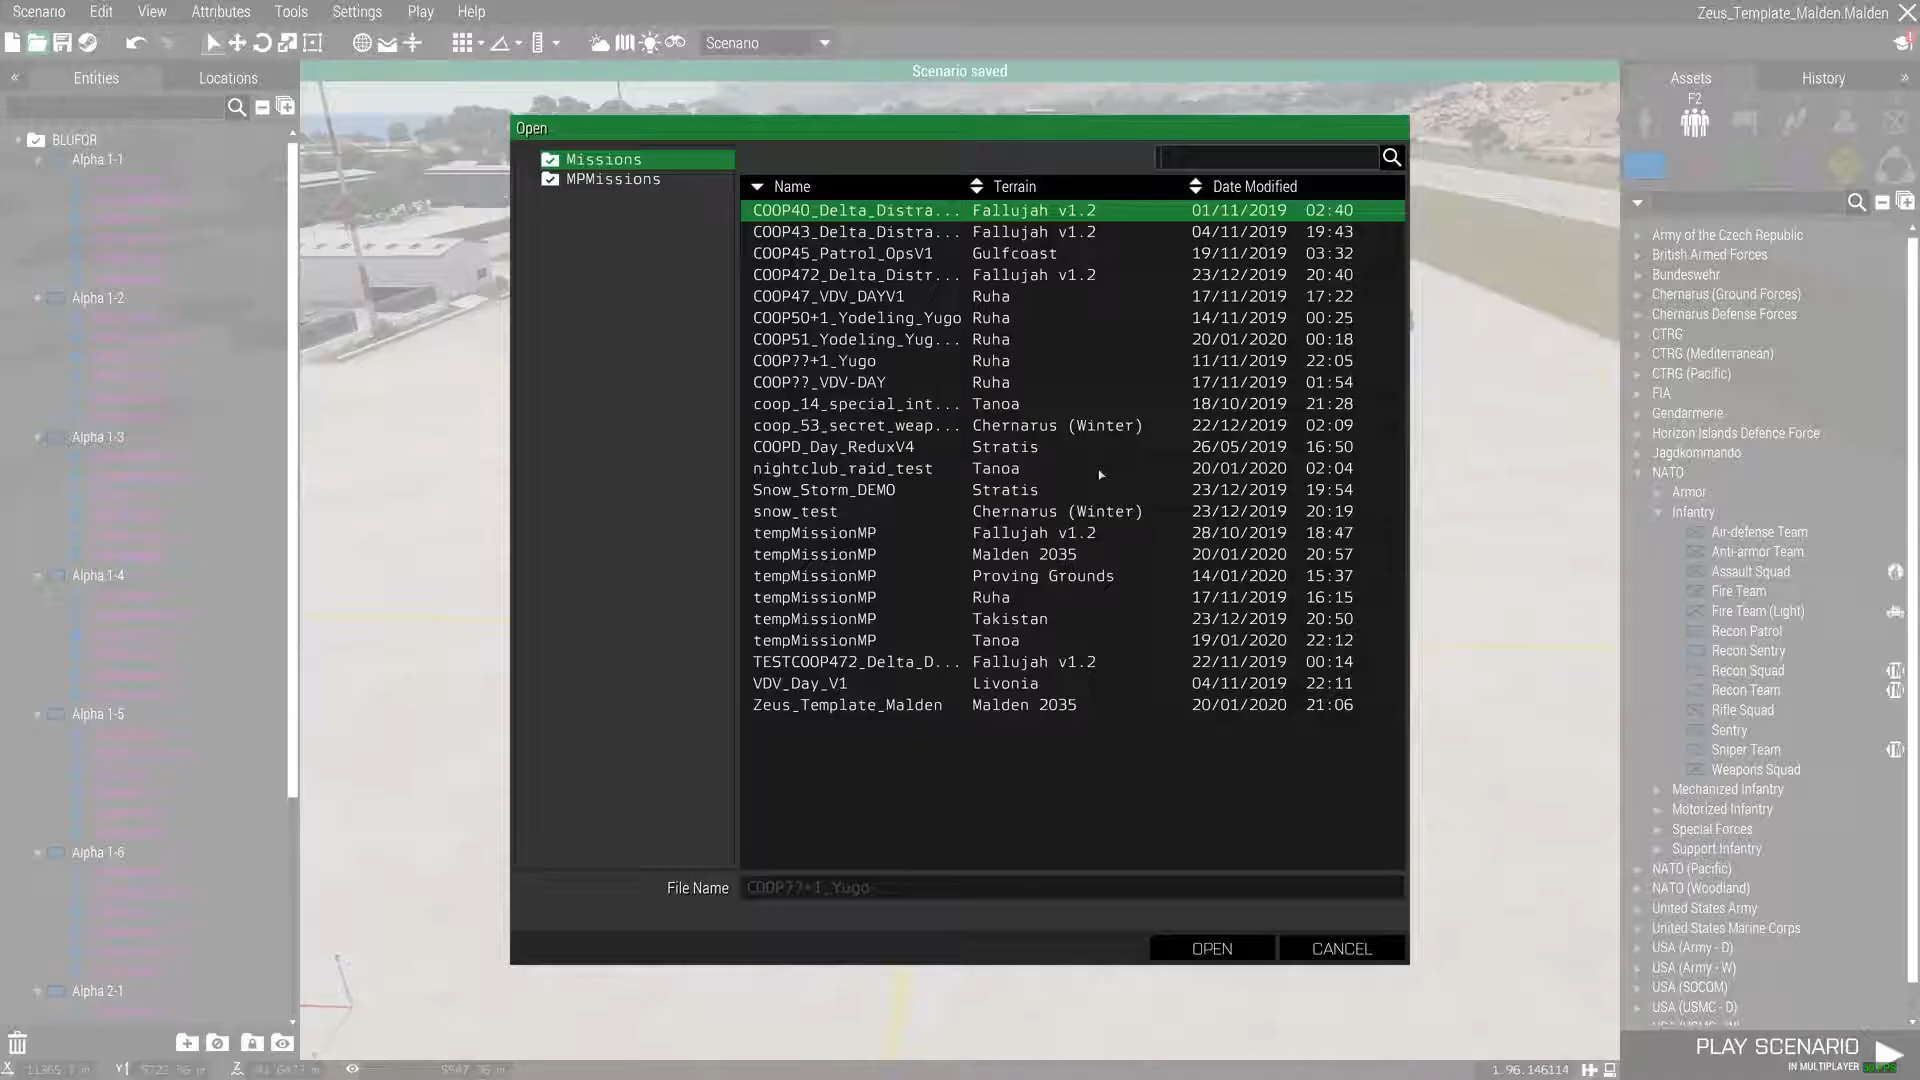 Scenario Edit View Attributes Tools Settings Play Help
Zeus_Template_Malden.Malden
Scenario
Entities Locations
Scenario saved
Assets History
F2
BLUFOR
Alpha 1-1
Alpha 1-2
Alpha 1-3
Alpha 1-4
Alpha 1-5
Alpha 1-6
Alpha 2-1
Open
Missions
MPMissions
Name Terrain Date Modified
COOP40_Delta_Distra... Fallujah v1.2 01/11/2019 02:40
COOP43_Delta_Distra... Fallujah v1.2 04/11/2019 19:43
COOP45_Patrol_OpsV1 Gulfcoast 19/11/2019 03:32
COOP472_Delta_Distr... Fallujah v1.2 23/12/2019 20:40
COOP47_VDV_DAYV1 Ruha 17/11/2019 17:22
COOP50+1_Yodeling_Yugo Ruha 14/11/2019 00:25
COOP51_Yodeling_Yug... Ruha 20/01/2020 00:18
COOP??+1_Yugo Ruha 11/11/2019 22:05
COOP??_VDV-DAY Ruha 17/11/2019 01:54
coop_14_special_int... Tanoa 18/10/2019 21:28
coop_53_secret_weap... Chernarus (Winter) 22/12/2019 02:09
COOPD_Day_ReduxV4 Stratis 26/05/2019 16:50
nightclub_raid_test Tanoa 20/01/2020 02:04
Snow_Storm_DEMO Stratis 23/12/2019 19:54
snow_test Chernarus (Winter) 23/12/2019 20:19
tempMissionMP Fallujah v1.2 28/10/2019 18:47
tempMissionMP Malden 2035 20/01/2020 20:57
tempMissionMP Proving Grounds 14/01/2020 15:37
tempMissionMP Ruha 17/11/2019 16:15
tempMissionMP Takistan 23/12/2019 20:50
tempMissionMP Tanoa 19/01/2020 22:12
TESTCOOP472_Delta_D... Fallujah v1.2 22/11/2019 00:14
VDV_Day_V1 Livonia 04/11/2019 22:11
Zeus_Template_Malden Malden 2035 20/01/2020 21:06
File Name COOP??+1_Yugo
OPEN CANCEL
Army of the Czech Republic
British Armed Forces
Bundeswehr
Chernarus (Ground Forces)
Chernarus Defense Forces
CTRG
CTRG (Mediterranean)
CTRG (Pacific)
FIA
Gendarmerie
Horizon Islands Defence Force
Jagdkommando
NATO
Armor
Infantry
Air-defense Team
Anti-armor Team
Assault Squad
Fire Team
Fire Team (Light)
Recon Patrol
Recon Sentry
Recon Squad
Recon Team
Rifle Squad
Sentry
Sniper Team
Weapons Squad
Mechanized Infantry
Motorized Infantry
Special Forces
Support Infantry
NATO (Pacific)
NATO (Woodland)
United States Army
United States Marine Corps
USA (Army - D)
USA (Army - W)
USA (SOCOM)
USA (USMC - D)
PLAY SCENARIO
IN MULTIPLAYER
X Y Z
1.96.146114